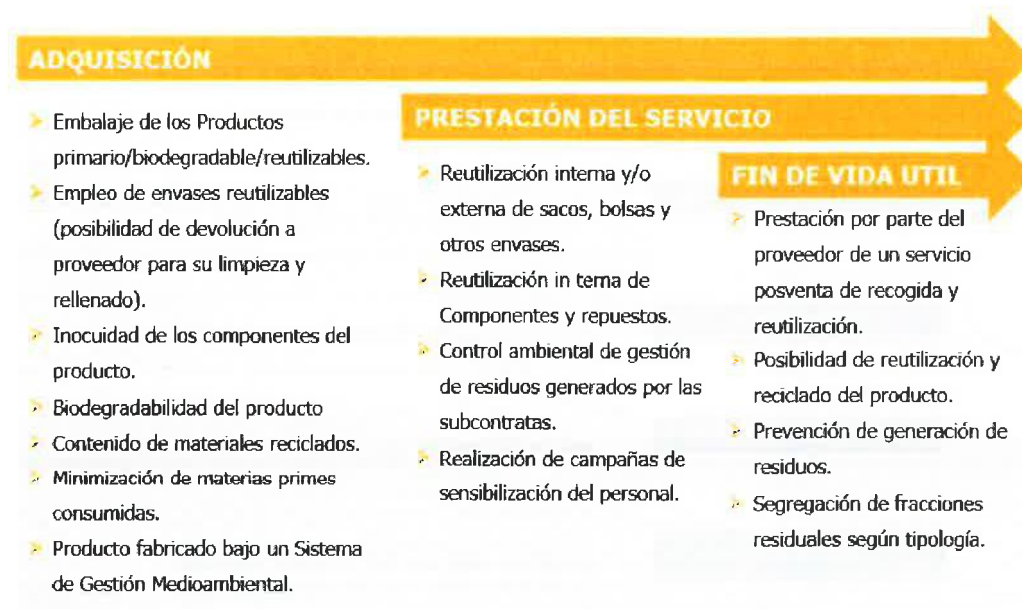 ADQUISICIÓN
Embalaje de los Productos
primario/biodegradable/reutilizables.
Empleo de envases reutilizables
(posibilidad de devolución a
proveedor para su limpieza y
rellenado).
Inocuidad de los componentes del
producto.
Biodegradabilidad del producto
Contenido de materiales reciclados.
Minimización de materias primes
consumidas.
Producto fabricado bajo un Sistema
de Gestión Medioambiental.
PRESTACIÓN DEL SERVICIO
Reutilización interna y/o
externa de sacos, bolsas y
otros envases.
Reutilización in tema de
Componentes y repuestos.
Control ambiental de gestión
de residuos generados por las
subcontratas.
Realización de campañas de
sensibilización del personal.
FIN DE VIDA UTIL
Prestación por parte del
proveedor de un servicio
posventa de recogida y
reutilización.
Posibilidad de reutilización y
reciclado del producto.
Prevención de generación de
residuos.
Segregación de fracciones
residuales según tipología.